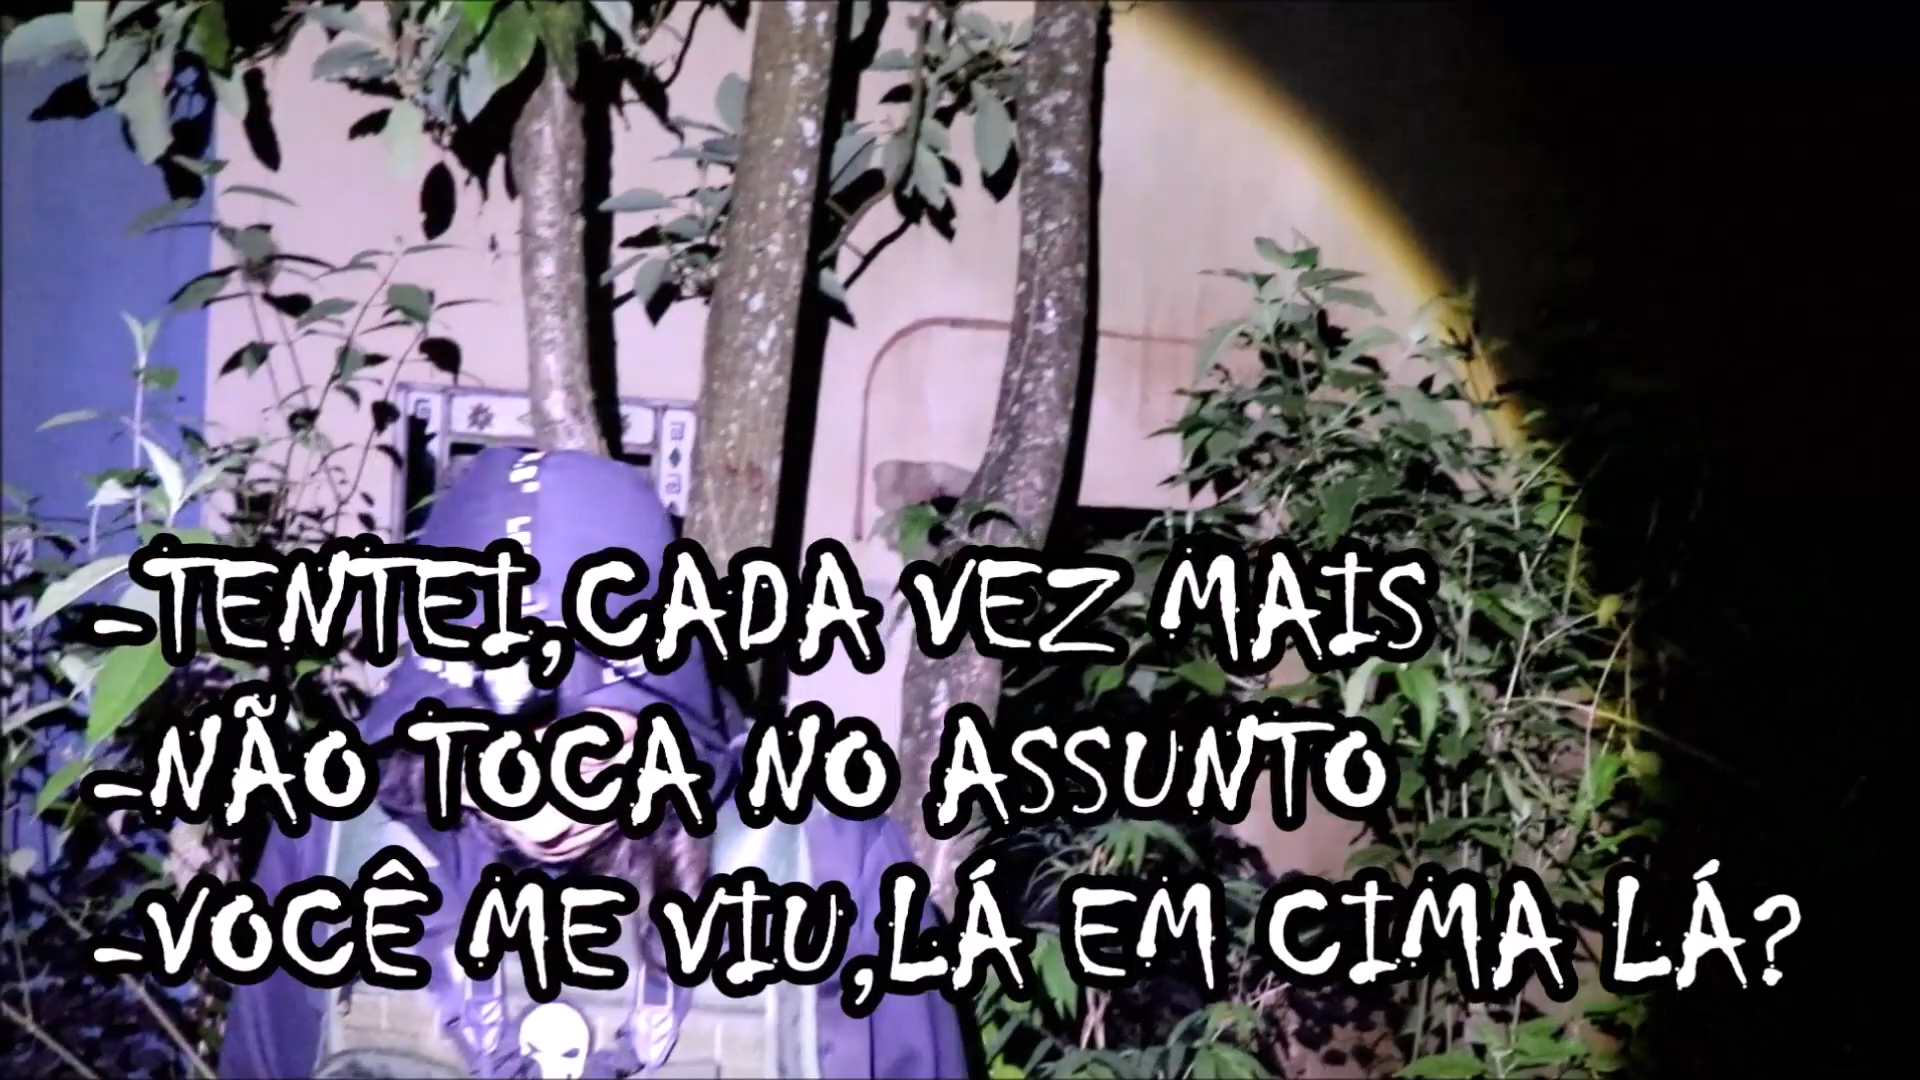 -TENTEI,CADA VEZ MAIS
-NÃO TOCA NO ASSUNTO
-VOCÊ ME VIU,LÁ EM CIMA LÁ?